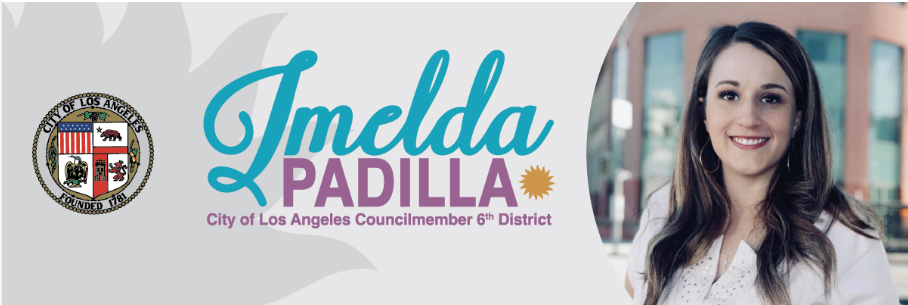 CITY OF LOS ANGELES
FOUNDED 1781
Imelda
PADILLA
City of Los Angeles Councilmember 6th District